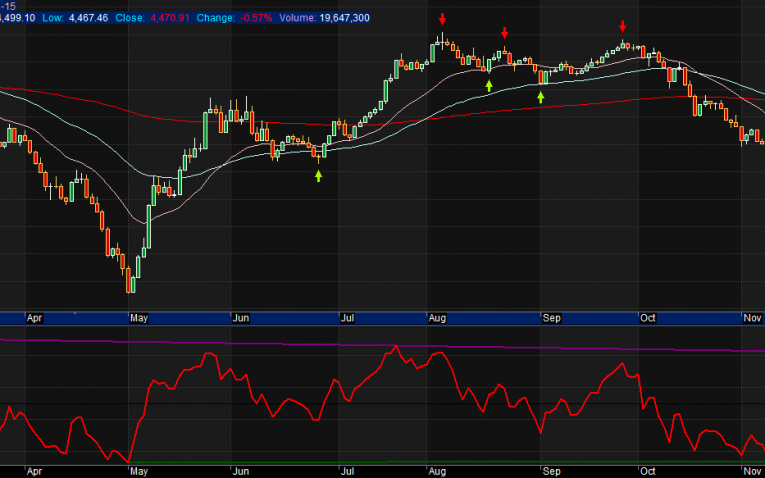 -15
4,499.10 Low: 4,467.46 Close: 4,470.91 Change: -0.57% Volume: 19,647,300
Apr May Jun Jul Aug Sep Oct Nov
Apr May Jun Jul Aug Sep Oct Nov